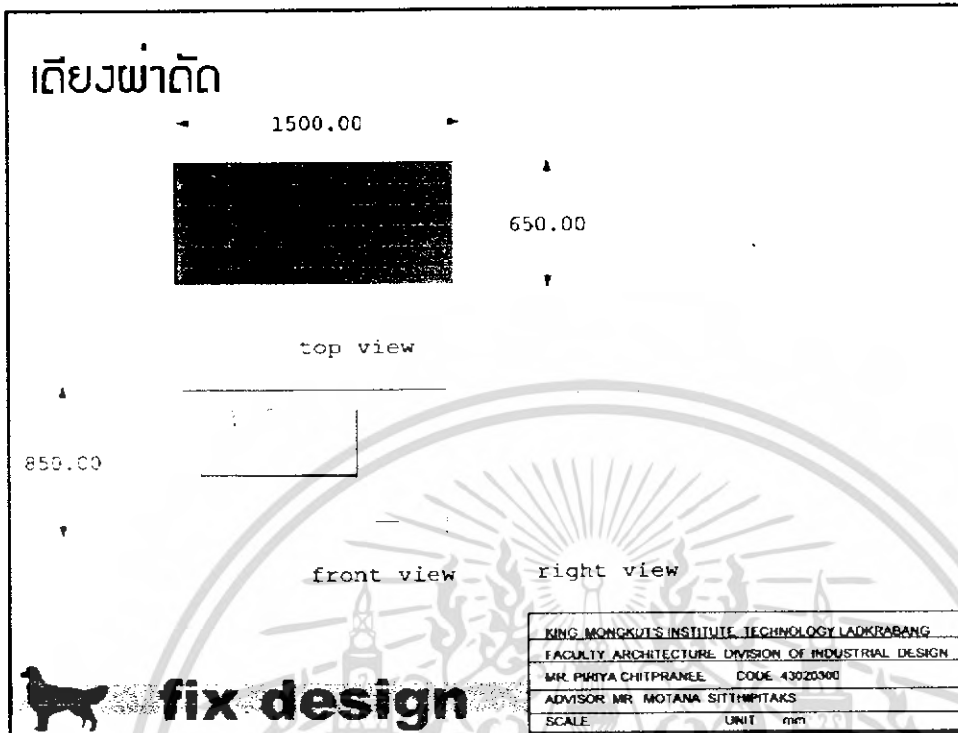 เตียงผ่าตัด
1500.00
650.00
top view
850.00
front view
right view
KING MONGKUT'S INSTITUTE TECHNOLOGY LADKRABANG
FACULTY ARCHITECTURE DIVISION OF INDUSTRIAL DESIGN
MR. PIRIYA CHITPRANEE CODE 43020300
ADVISOR MR MOTANA SITTHIPITAKS
SCALE UNIT mm
fix design